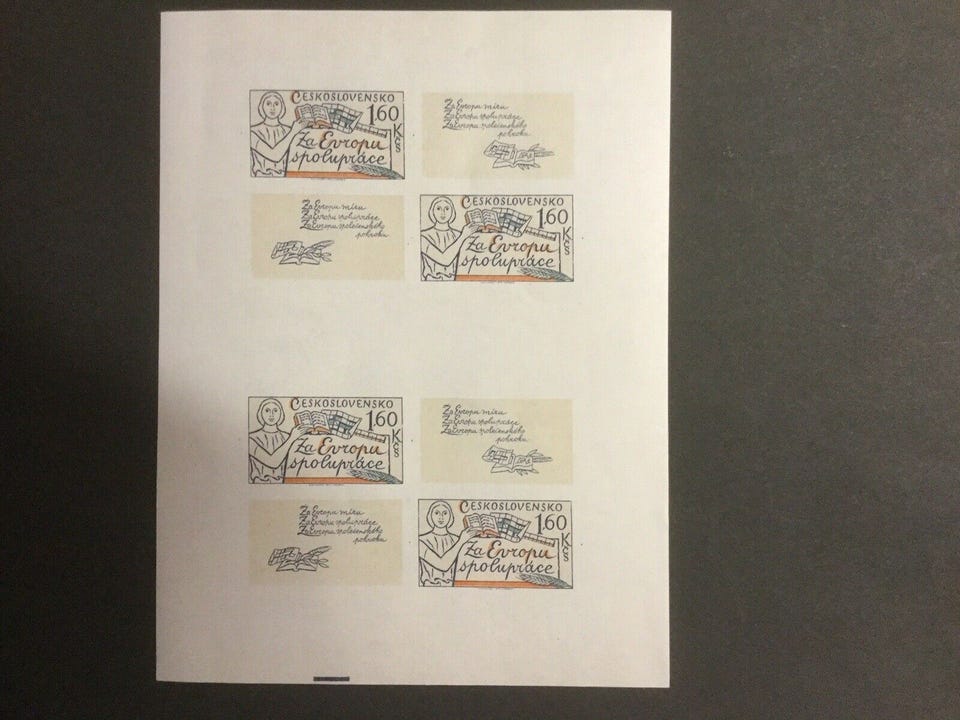 ČESKOSLOVENSKO
1.60
Kčs
Za Evropu
spolupráce
Za Evropu míru
Za Evropu spolupráce
Za Evropu společenského
pokroku
Za Evropu míru
Za Evropu spolupráce
Za Evropu společenského
pokroku
ČESKOSLOVENSKO
1.60
Kčs
Za Evropu
spolupráce
ČESKOSLOVENSKO
1.60
Kčs
Za Evropu
spolupráce
Za Evropu míru
Za Evropu spolupráce
Za Evropu společenského
pokroku
Za Evropu míru
Za Evropu spolupráce
Za Evropu společenského
pokroku
ČESKOSLOVENSKO
1.60
Kčs
Za Evropu
spolupráce